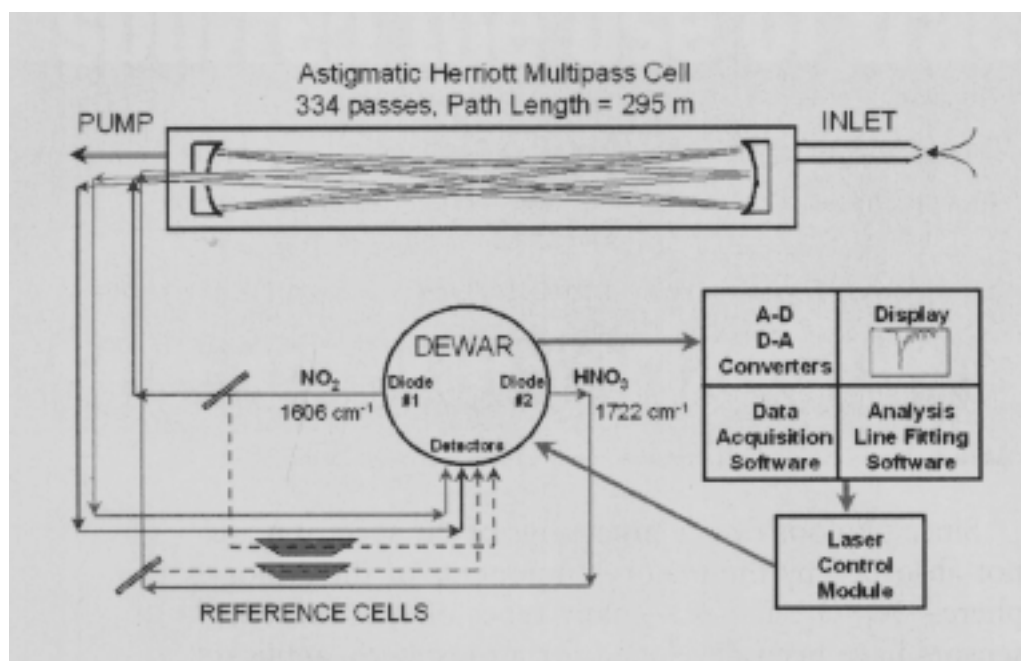 Astigmatic Herriott Multipass Cell
334 passes, Path Length = 295 m
PUMP
INLET
DEWAR
Diode
#1
Diode
#2
Detectors
NO₂
1606 cm⁻¹
HNO₃
1722 cm⁻¹
A-D
D-A
Converters
Display
Data
Acquisition
Software
Analysis
Line Fitting
Software
Laser
Control
Module
REFERENCE CELLS